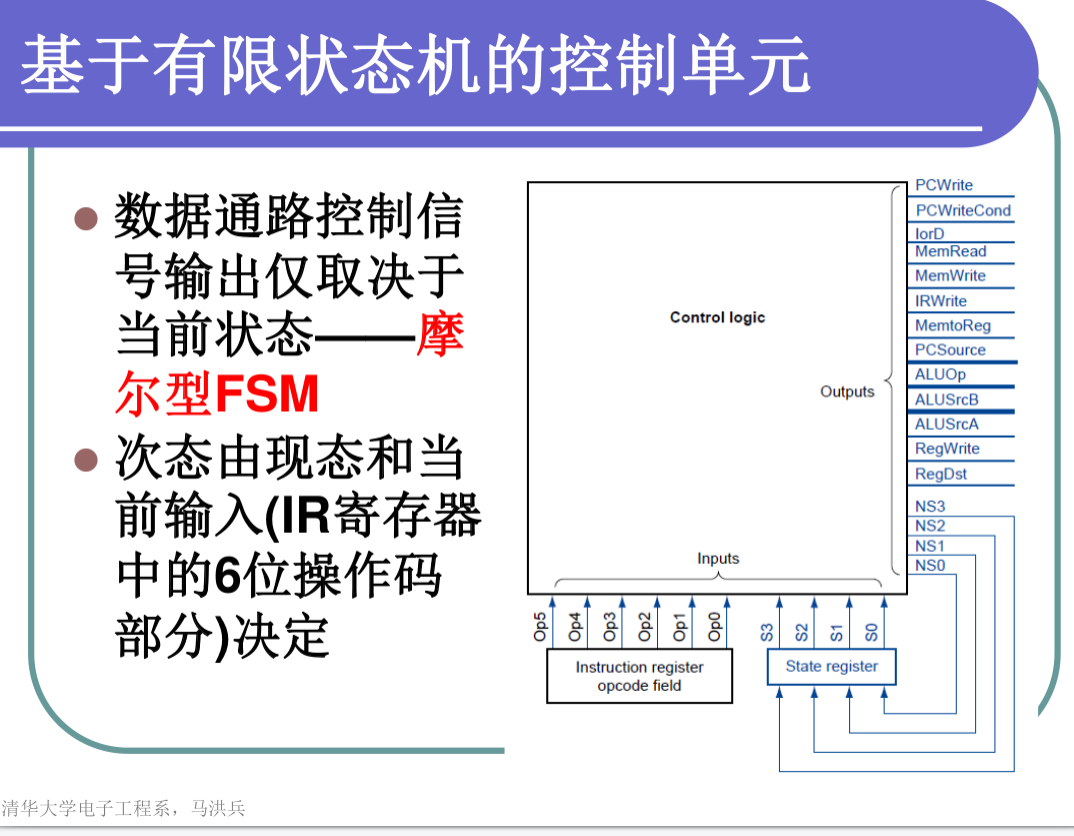 基于有限状态机的控制单元
数据通路控制信
号输出仅取决于
当前状态——摩
尔型FSM
次态由现态和当
前输入(IR寄存器
中的6位操作码
部分)决定
PCWrite
PCWriteCond
IorD
MemRead
MemWrite
IRWrite
MemtoReg
PCSource
ALUOp
ALUSrcB
ALUSrcA
RegWrite
RegDst
NS3
NS2
NS1
NS0
Control logic
Outputs
Inputs
Op5
Op4
Op3
Op2
Op1
Op0
S3
S2
S1
S0
Instruction register
opcode field
State register
清华大学电子工程系，马洪兵